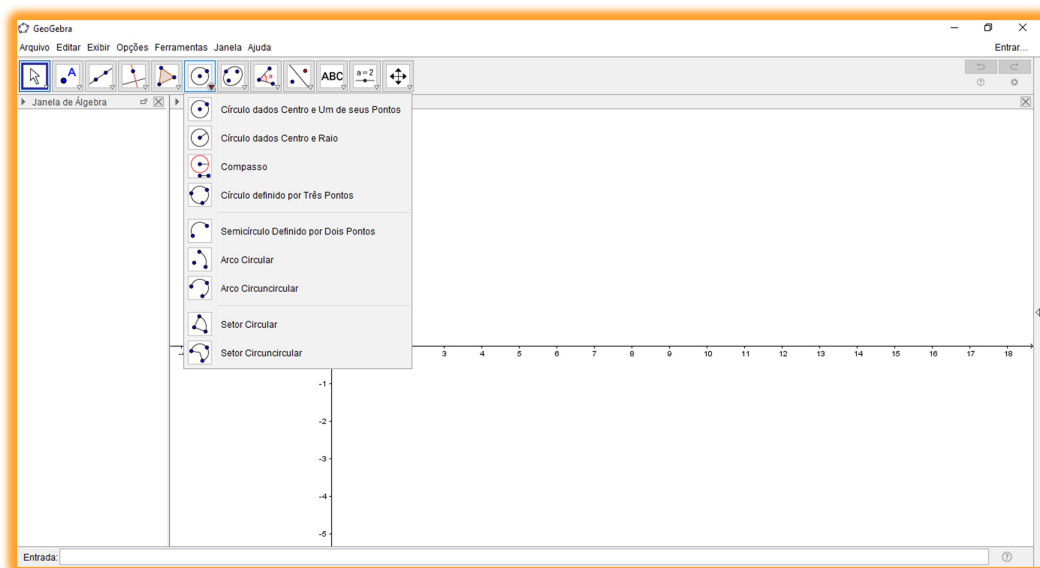 GeoGebra
Arquivo Editar Exibir Opções Ferramentas Janela Ajuda Entrar...
A ABC a=2
Janela de Álgebra
Círculo dados Centro e Um de seus Pontos
Círculo dados Centro e Raio
Compasso
Círculo definido por Três Pontos
Semicírculo Definido por Dois Pontos
Arco Circular
Arco Circuncircular
Setor Circular
Setor Circuncircular
3 4 5 6 7 8 9 10 11 12 13 14 15 16 17 18
-1
-2
-3
-4
-5
Entrada: